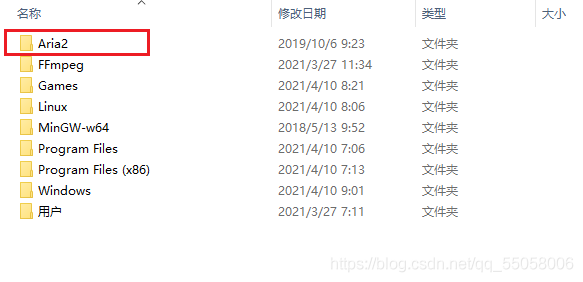 名称 修改日期 类型 大小
Aria2 2019/10/6 9:23 文件夹
FFmpeg 2021/3/27 11:34 文件夹
Games 2021/4/10 8:21 文件夹
Linux 2021/4/10 8:06 文件夹
MinGW-w64 2018/5/13 9:52 文件夹
Program Files 2021/4/10 7:06 文件夹
Program Files (x86) 2021/4/10 7:13 文件夹
Windows 2021/4/10 9:01 文件夹
用户 2021/3/27 7:11 文件夹
https://blog.csdn.net/qq_55058006